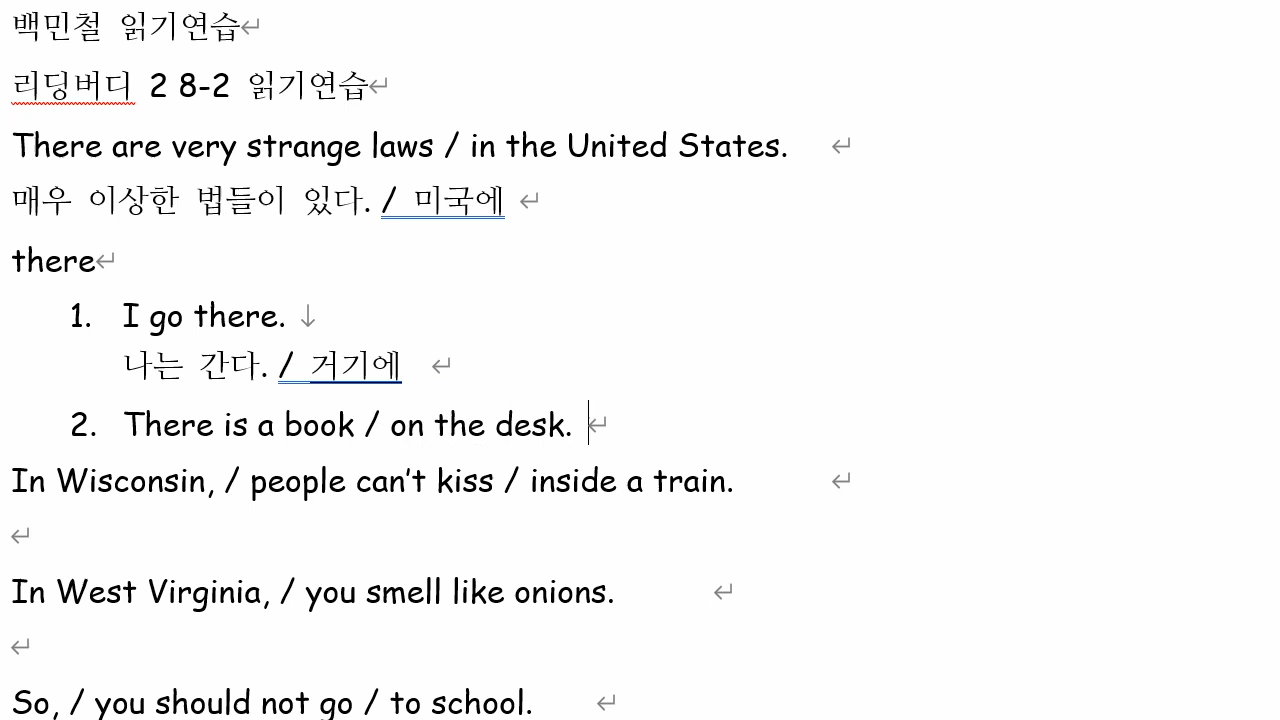 백민철 읽기연습
리딩버디 2 8-2 읽기연습
There are very strange laws / in the United States.
매우 이상한 법들이 있다. / 미국에
there
1. I go there.
나는 간다. / 거기에
2. There is a book / on the desk.
In Wisconsin, / people can’t kiss / inside a train.
In West Virginia, / you smell like onions.
So, / you should not go / to school.